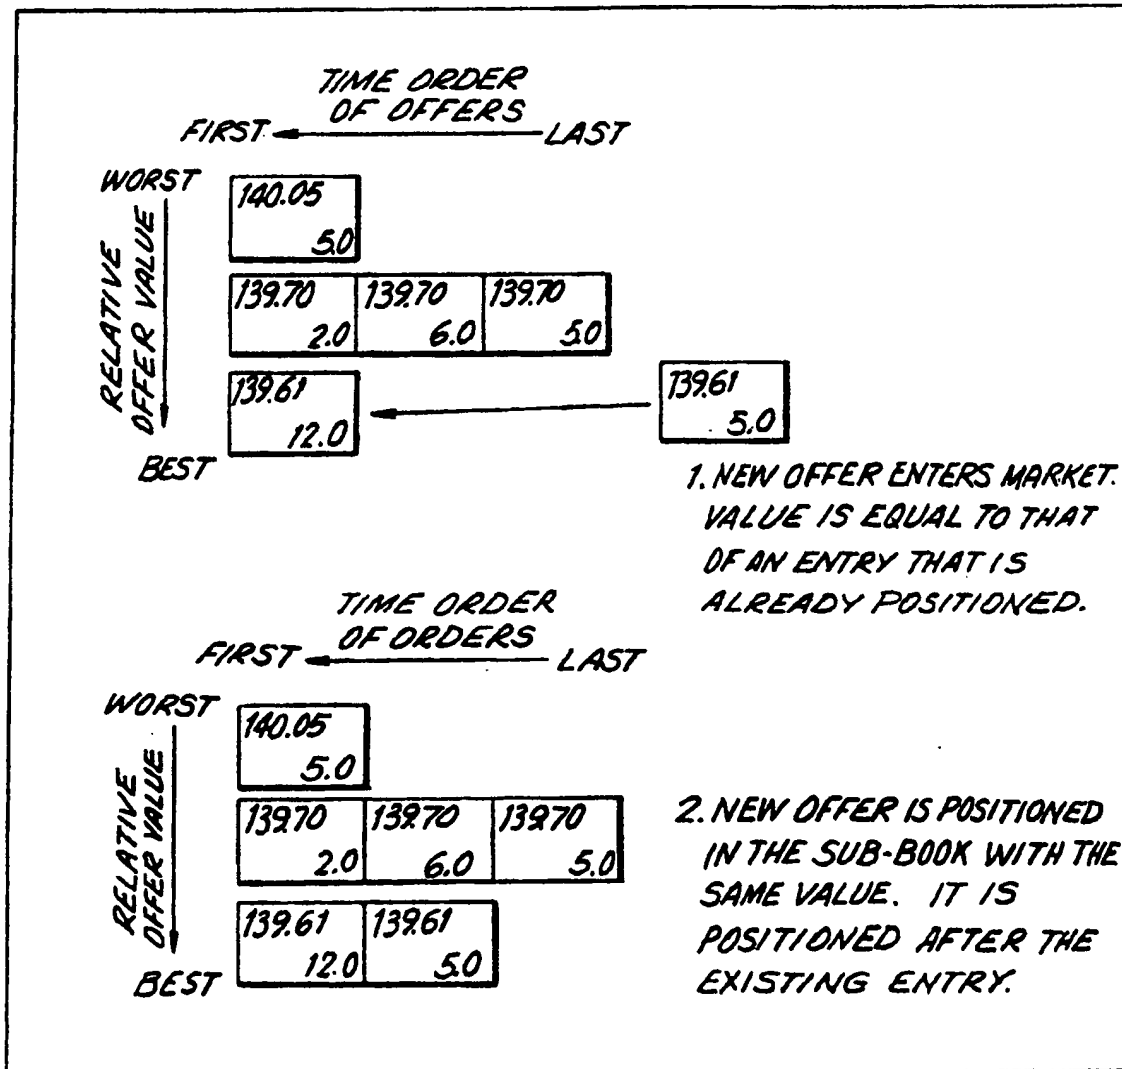 TIME ORDER
OF OFFERS
FIRST LAST
WORST
RELATIVE
OFFER VALUE
BEST
140.05
5.0
139.70 139.70 139.70
2.0 6.0 5.0
139.61 139.61
12.0 5.0
1. NEW OFFER ENTERS MARKET.
VALUE IS EQUAL TO THAT
OF AN ENTRY THAT IS
ALREADY POSITIONED.
TIME ORDER
OF ORDERS
FIRST LAST
WORST
RELATIVE
OFFER VALUE
BEST
140.05
5.0
139.70 139.70 139.70
2.0 6.0 5.0
139.61 139.61
12.0 5.0
2. NEW OFFER IS POSITIONED
IN THE SUB-BOOK WITH THE
SAME VALUE. IT IS
POSITIONED AFTER THE
EXISTING ENTRY.